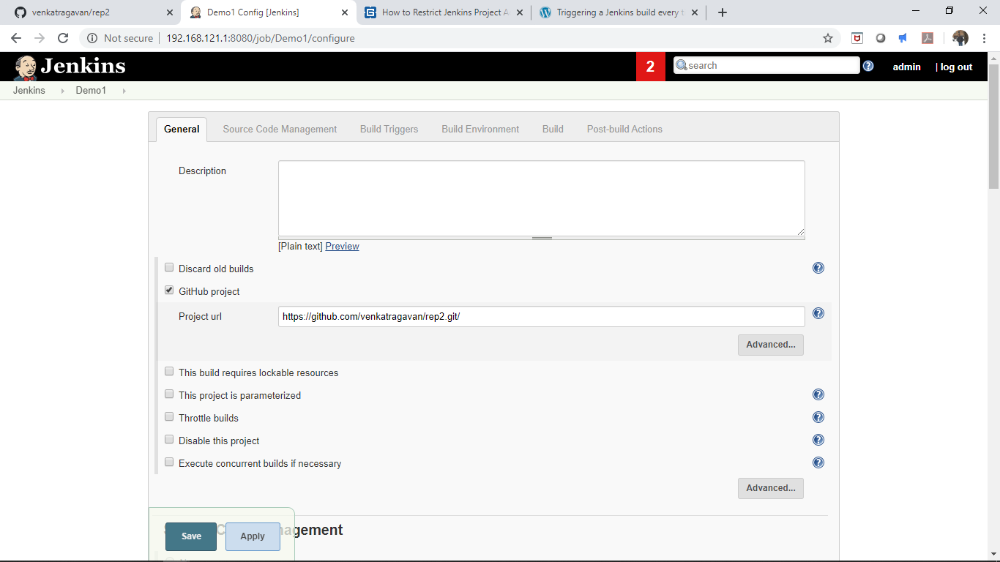 venkatragavan/rep2
Demo1 Config [Jenkins]
How to Restrict Jenkins Project A
Triggering a Jenkins build every t
Not secure
192.168.121.1:8080/job/Demo1/configure
Jenkins
2
search
admin
| log out
Jenkins
Demo1
General
Source Code Management
Build Triggers
Build Environment
Build
Post-build Actions
Description
[Plain text] Preview
Discard old builds
GitHub project
Project url
https://github.com/venkatragavan/rep2.git/
Advanced...
This build requires lockable resources
This project is parameterized
Throttle builds
Disable this project
Execute concurrent builds if necessary
Advanced...
agement
Save
Apply